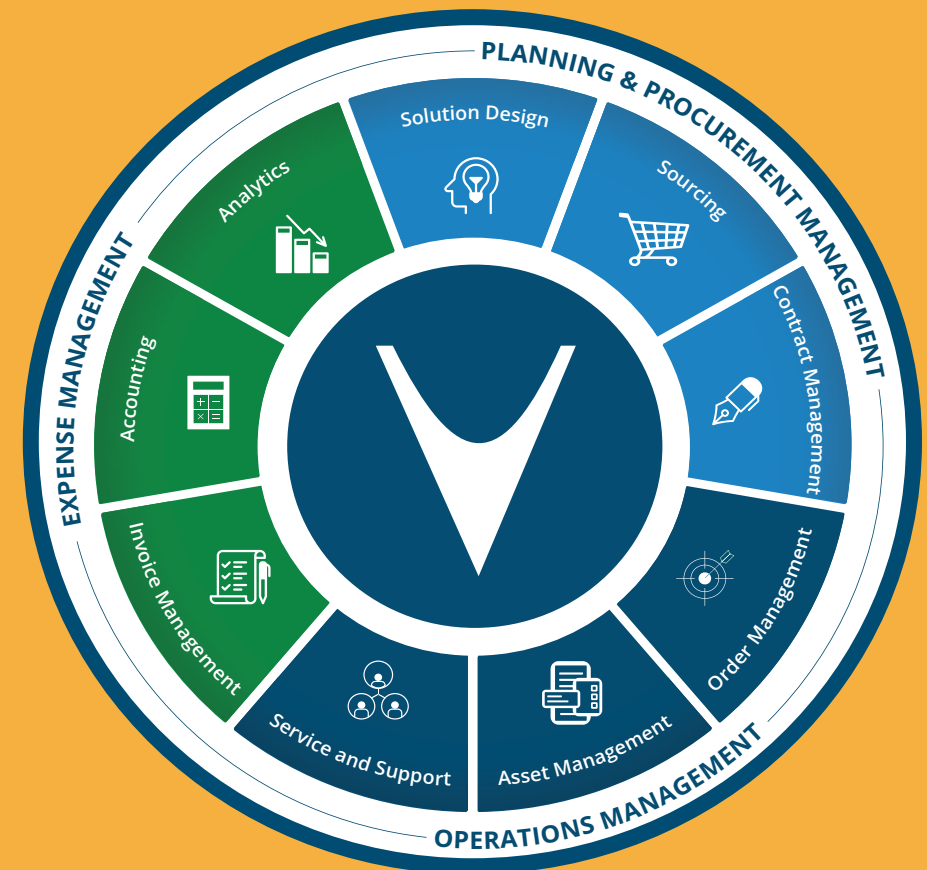 PLANNING & PROCUREMENT MANAGEMENT
Solution Design
Sourcing
Contract Management
OPERATIONS MANAGEMENT
Order Management
Asset Management
Service and Support
EXPENSE MANAGEMENT
Invoice Management
Accounting
Analytics